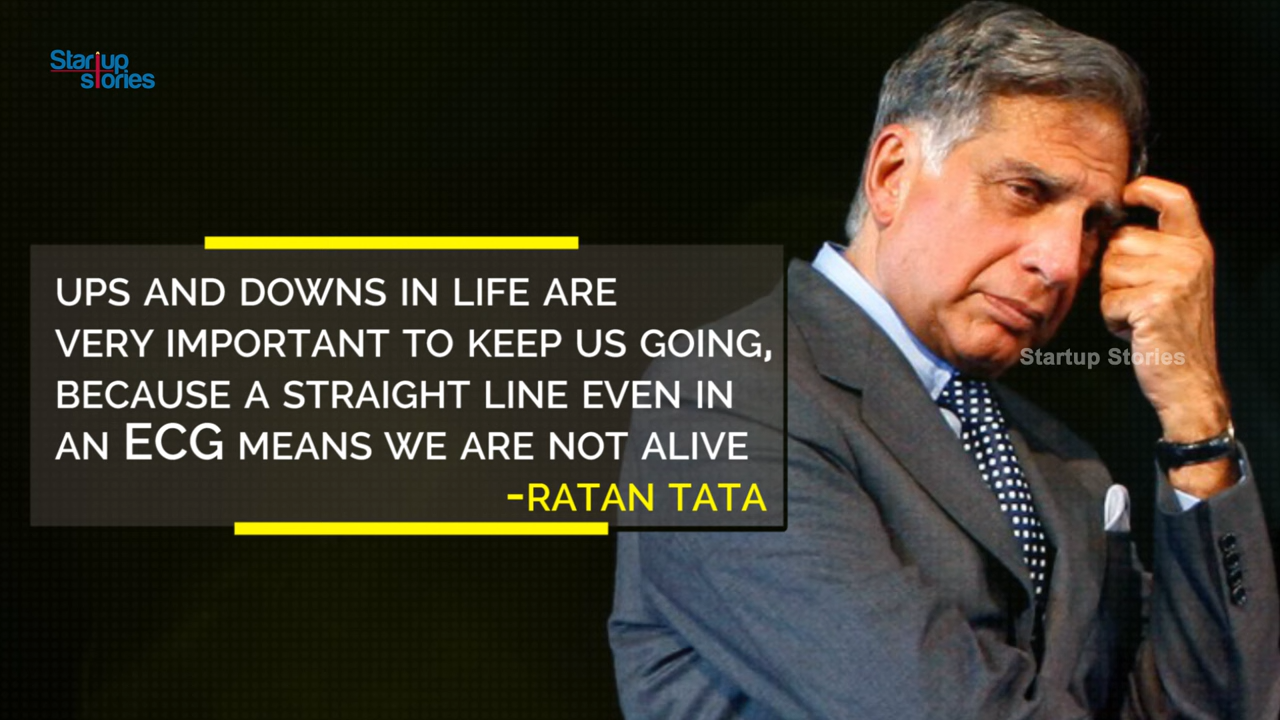 Startup
stories
UPS AND DOWNS IN LIFE ARE
VERY IMPORTANT TO KEEP US GOING,
BECAUSE A STRAIGHT LINE EVEN IN
AN ECG MEANS WE ARE NOT ALIVE
-RATAN TATA
Startup Stories